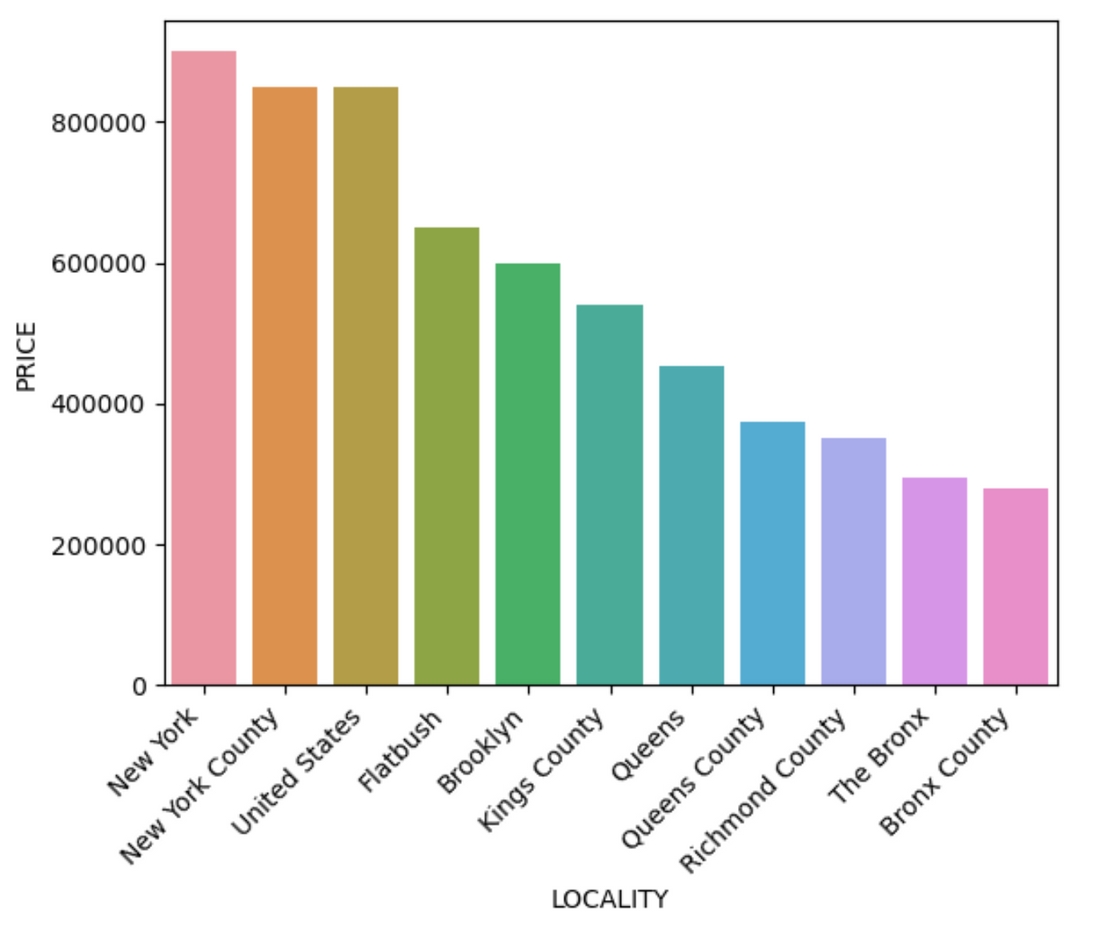 800000
600000
400000
200000
0
PRICE
New York
New York County
United States
Flatbush
Brooklyn
Kings County
Queens
Queens County
Richmond County
The Bronx
Bronx County
LOCALITY